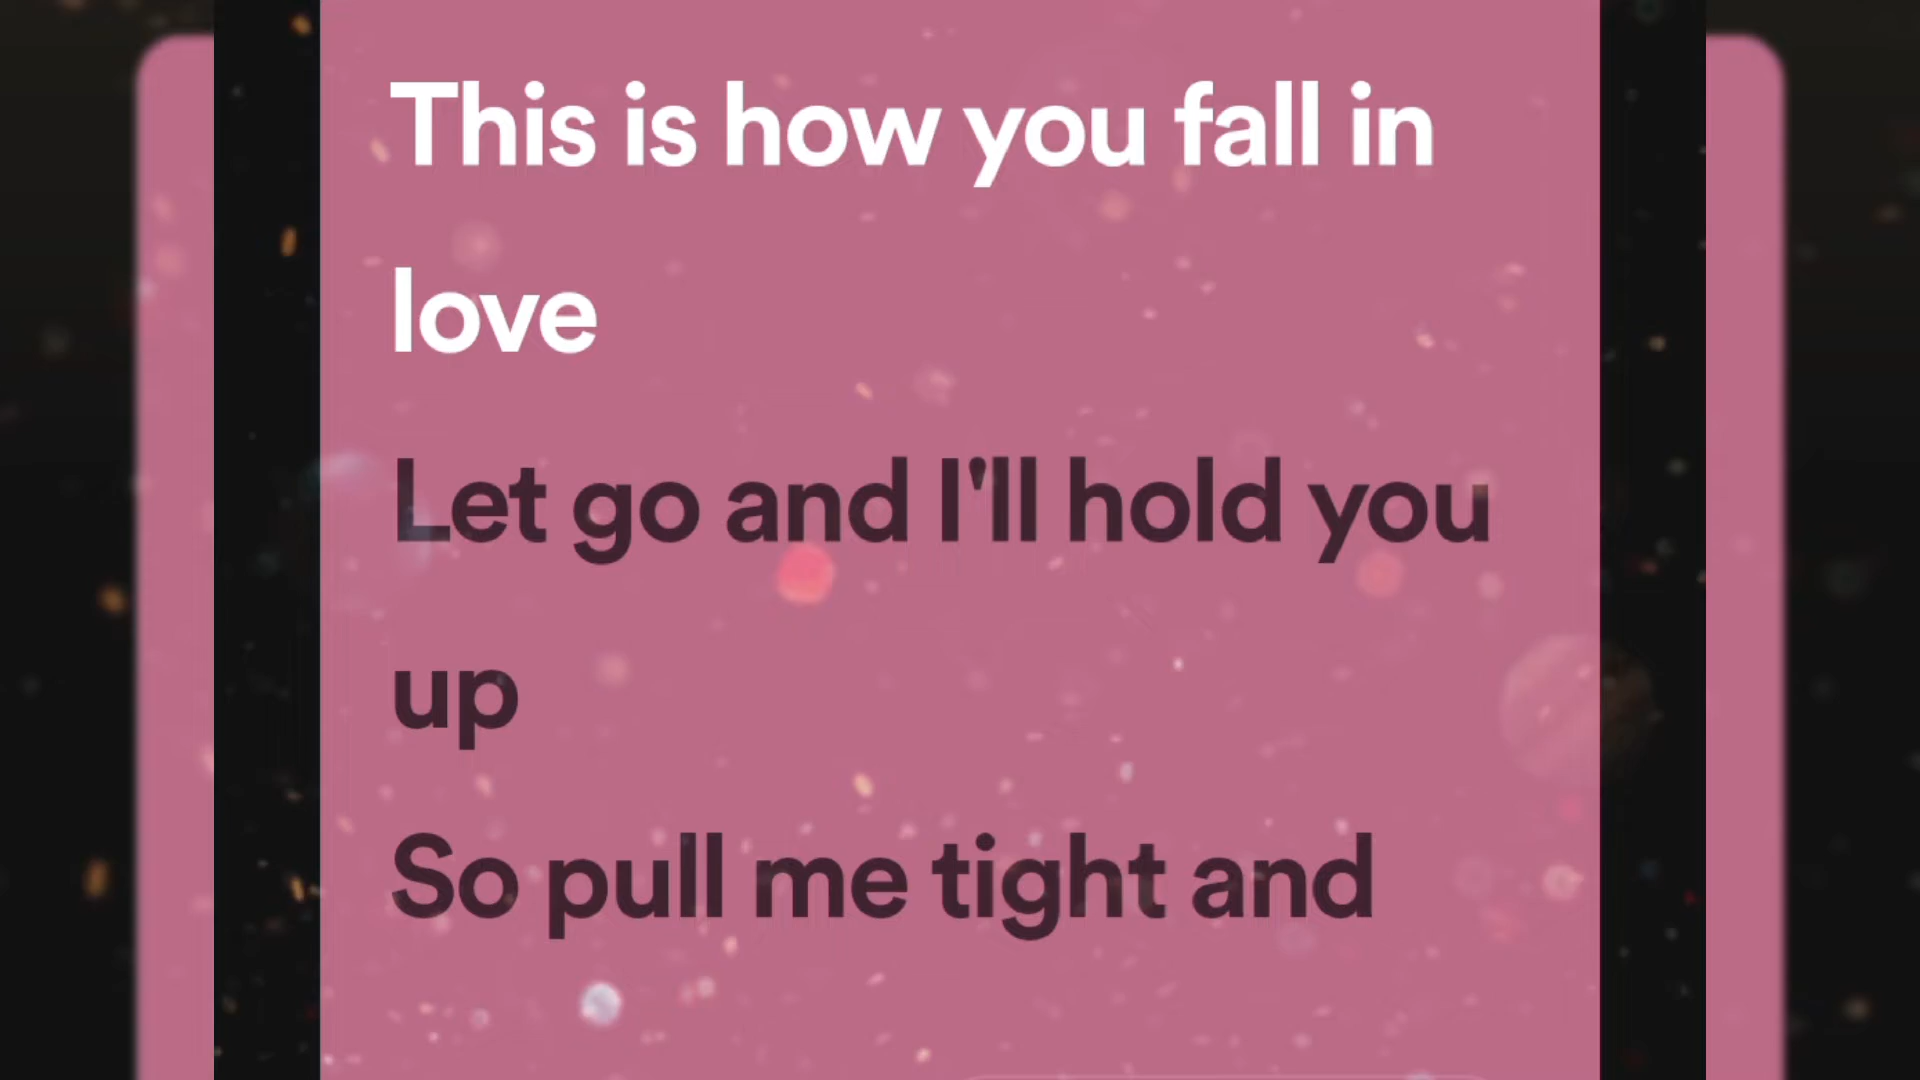 This is how you fall in
love
Let go and I'll hold you
up
So pull me tight and